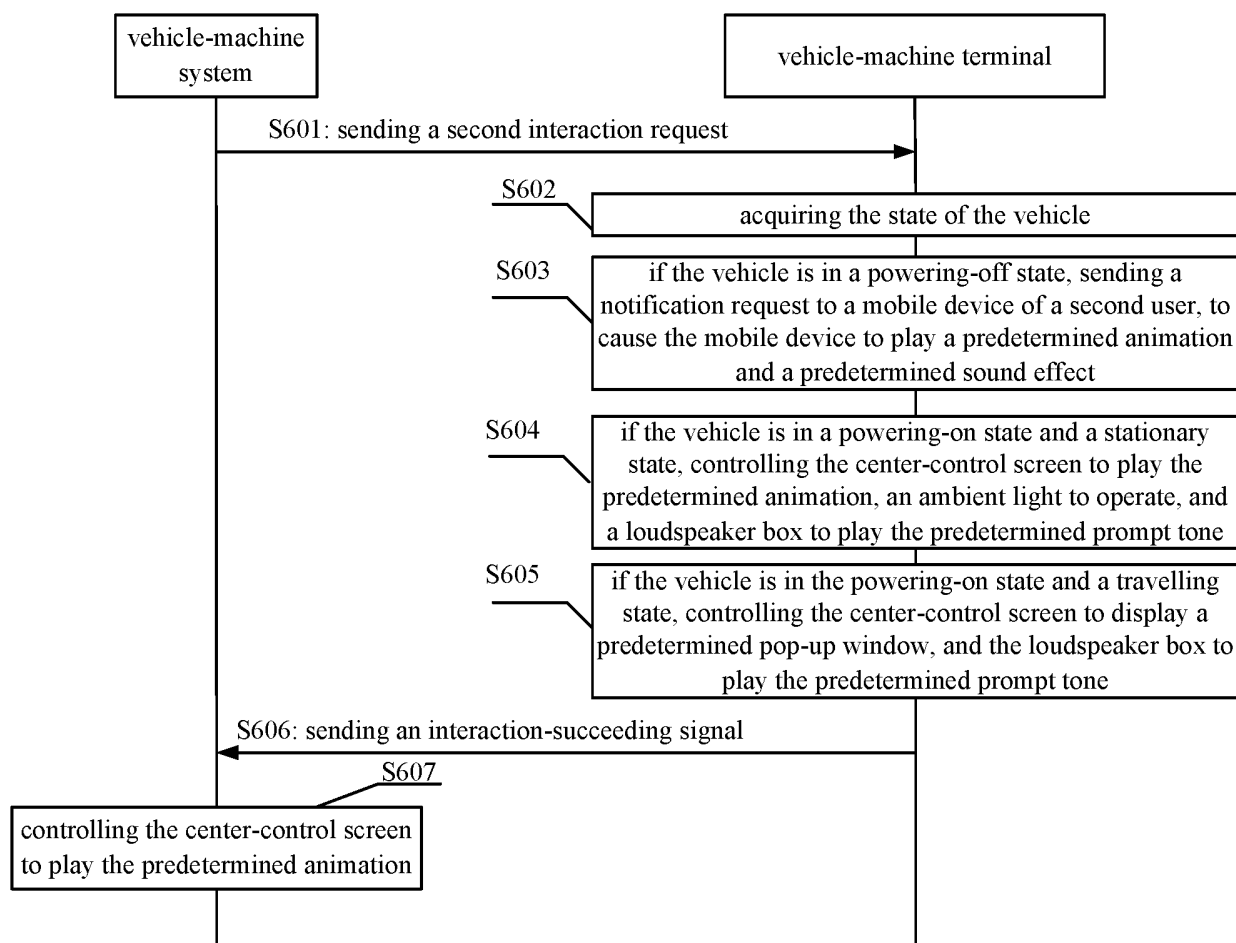 vehicle-machine
system
vehicle-machine terminal
S601: sending a second interaction request
S602
acquiring the state of the vehicle
S603
if the vehicle is in a powering-off state, sending a
notification request to a mobile device of a second user, to
cause the mobile device to play a predetermined animation
and a predetermined sound effect
S604
if the vehicle is in a powering-on state and a stationary
state, controlling the center-control screen to play the
predetermined animation, an ambient light to operate, and
a loudspeaker box to play the predetermined prompt tone
S605
if the vehicle is in the powering-on state and a travelling
state, controlling the center-control screen to display a
predetermined pop-up window, and the loudspeaker box to
play the predetermined prompt tone
S606: sending an interaction-succeeding signal
S607
controlling the center-control screen
to play the predetermined animation